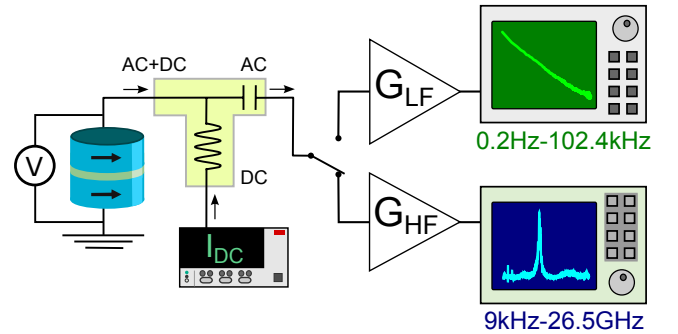 AC+DC
AC
V
DC
I_DC
G_LF
0.2Hz-102.4kHz
G_HF
9kHz-26.5GHz